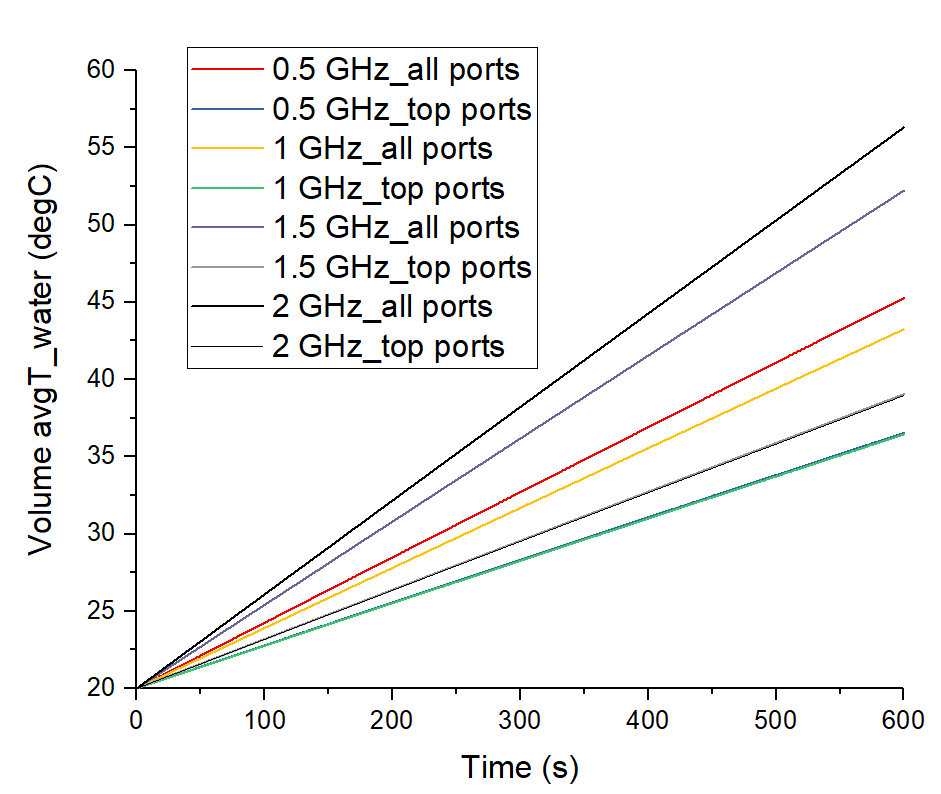 0.5 GHz_all ports
0.5 GHz_top ports
1 GHz_all ports
1 GHz_top ports
1.5 GHz_all ports
1.5 GHz_top ports
2 GHz_all ports
2 GHz_top ports
Volume avgT_water (degC)
60
55
50
45
40
35
30
25
20
0 100 200 300 400 500 600
Time (s)